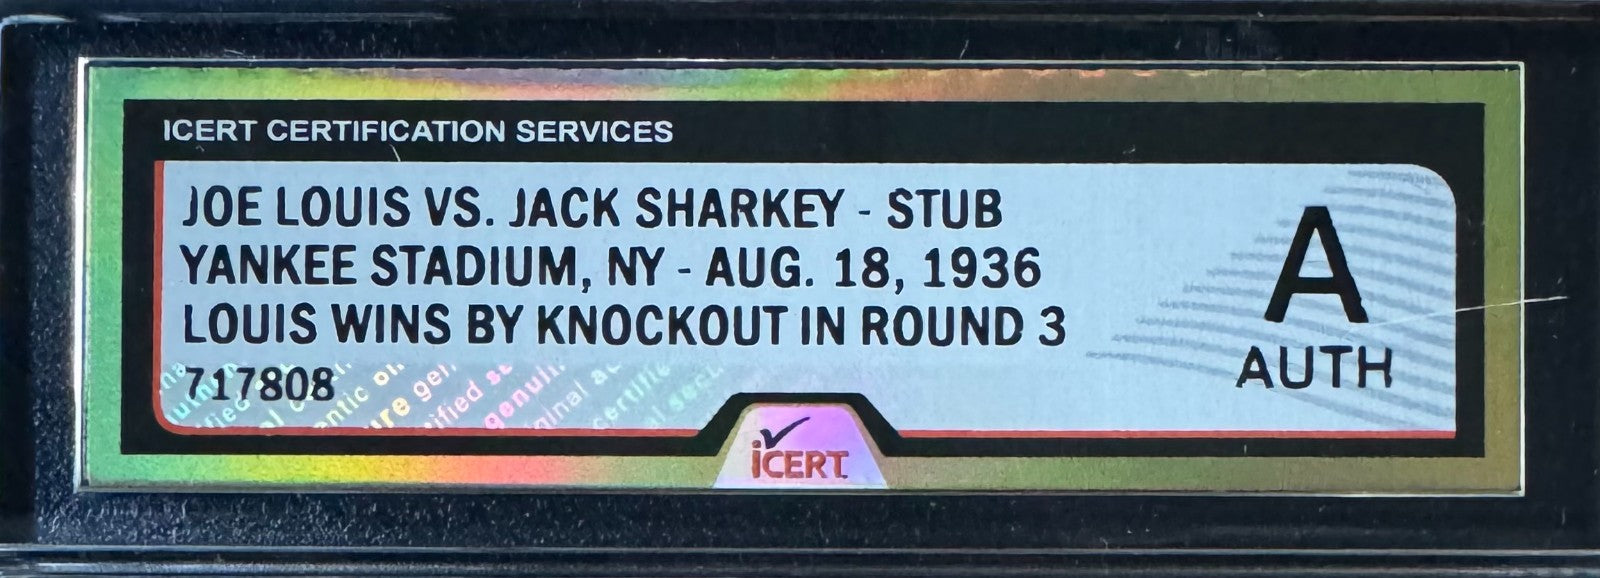 ICERT CERTIFICATION SERVICES
JOE LOUIS VS. JACK SHARKEY - STUB
YANKEE STADIUM, NY - AUG. 18, 1936
LOUIS WINS BY KNOCKOUT IN ROUND 3
717808
A
AUTH
iCERT